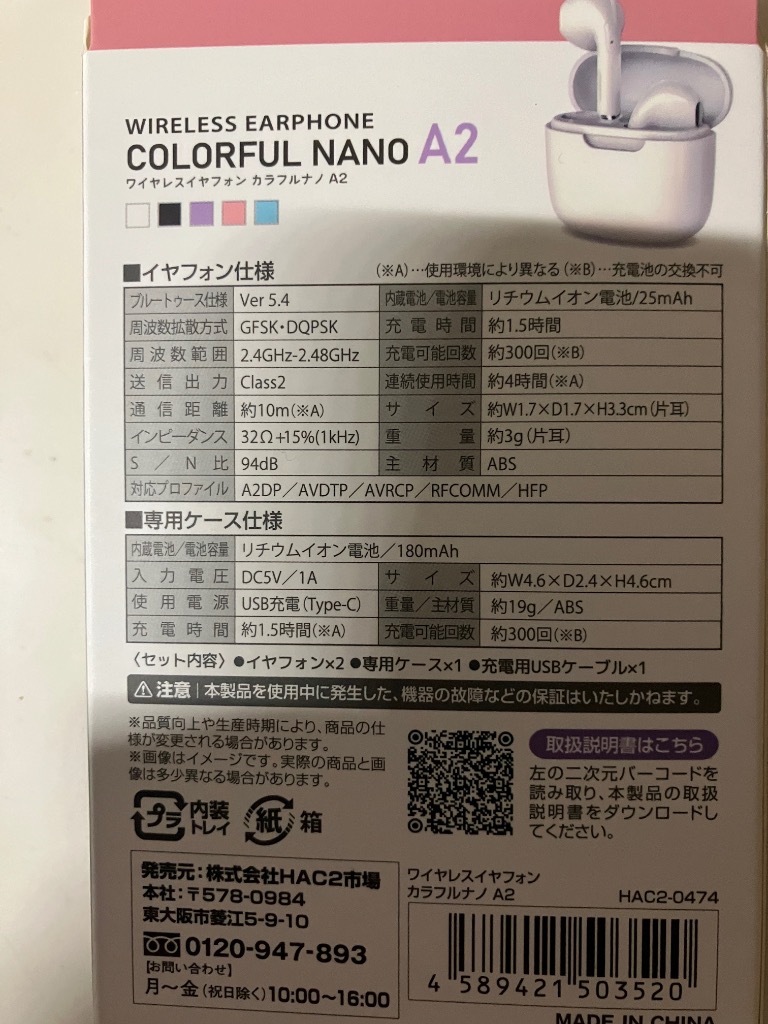 WIRELESS EARPHONE
COLORFUL NANO A2
ワイヤレスイヤフォン カラフルナノ A2
■イヤフォン仕様 (※A)…使用環境により異なる (※B)…充電池の交換不可
ブルートゥース仕様 Ver 5.4 内蔵電池/電池容量 リチウムイオン電池/25mAh
周波数拡散方式 GFSK・DQPSK 充電時間 約1.5時間
周波数範囲 2.4GHz-2.48GHz 充電可能回数 約300回(※B)
送信出力 Class2 連続使用時間 約4時間(※A)
通信距離 約10m(※A) サイズ 約W1.7×D1.7×H3.3cm(片耳)
インピーダンス 32Ω+15%(1kHz) 重量 約3g(片耳)
S/N比 94dB 主材質 ABS
対応プロファイル A2DP/AVDTP/AVRCP/RFCOMM/HFP
■専用ケース仕様
内蔵電池/電池容量 リチウムイオン電池/180mAh
入力電圧 DC5V/1A サイズ 約W4.6×D2.4×H4.6cm
使用電源 USB充電(Type-C) 重量/主材質 約19g/ABS
充電時間 約1.5時間(※A) 充電可能回数 約300回(※B)
〈セット内容〉●イヤフォン×2 ●専用ケース×1 ●充電用USBケーブル×1
⚠注意 本製品を使用中に発生した、機器の故障などの保証はいたしかねます。
※品質向上や生産時期により、商品の仕
様が変更される場合があります。
※画像はイメージです。実際の商品と画
像は多少異なる場合があります。
プラ 内装トレイ 紙 箱
取扱説明書はこちら
左の二次元バーコードを
読み取り、本製品の取扱
説明書をダウンロードし
てください。
発売元:株式会社HAC2市場
本社:〒578-0984
東大阪市菱江5-9-10
0120-947-893
【お問い合わせ】
月～金(祝日除く)10:00～16:00
ワイヤレスイヤフォン
カラフルナノ A2 HAC2-0474
4 589421 503520
MADE IN CHINA